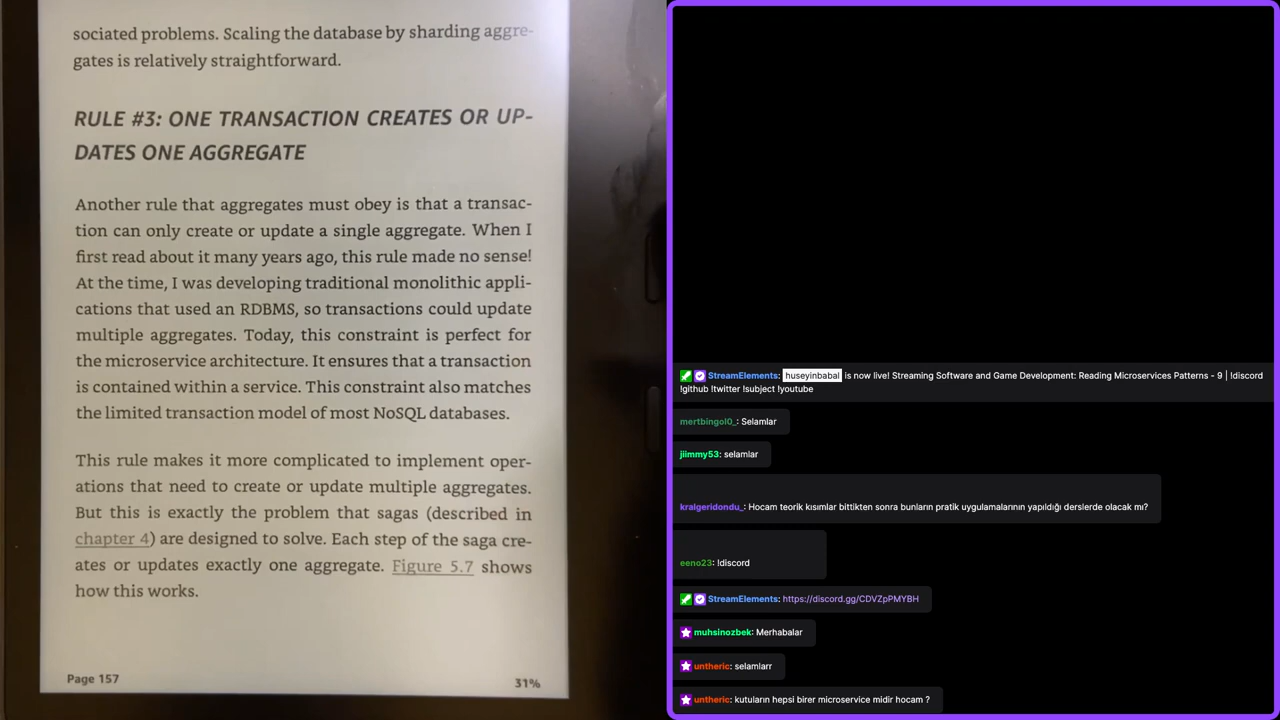 sociated problems. Scaling the database by sharding aggre-
gates is relatively straightforward.
RULE #3: ONE TRANSACTION CREATES OR UP-
DATES ONE AGGREGATE
Another rule that aggregates must obey is that a transac-
tion can only create or update a single aggregate. When I
first read about it many years ago, this rule made no sense!
At the time, I was developing traditional monolithic appli-
cations that used an RDBMS, so transactions could update
multiple aggregates. Today, this constraint is perfect for
the microservice architecture. It ensures that a transaction
is contained within a service. This constraint also matches
the limited transaction model of most NoSQL databases.
This rule makes it more complicated to implement oper-
ations that need to create or update multiple aggregates.
But this is exactly the problem that sagas (described in
chapter 4) are designed to solve. Each step of the saga cre-
ates or updates exactly one aggregate. Figure 5.7 shows
how this works.
Page 157
31%
StreamElements: huseyinbabal is now live! Streaming Software and Game Development: Reading Microservices Patterns - 9 | !discord
!github !twitter !subject !youtube
mertbingol0_: Selamlar
jiimmy53: selamlar
kralgeridondu_: Hocam teorik kısımlar bittikten sonra bunların pratik uygulamalarının yapıldığı derslerde olacak mı?
eeno23: !discord
StreamElements: https://discord.gg/CDVZpPMYBH
muhsinozbek: Merhabalar
untheric: selamlarr
untheric: kutuların hepsi birer microservice midir hocam ?